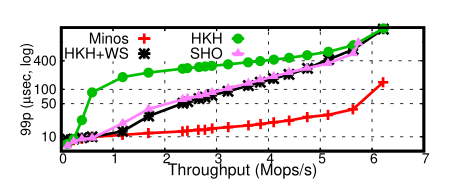 Minos
HKH
HKH+WS
SHO
99p (μsec, log)
400
100
50
10
0 1 2 3 4 5 6 7
Throughput (Mops/s)